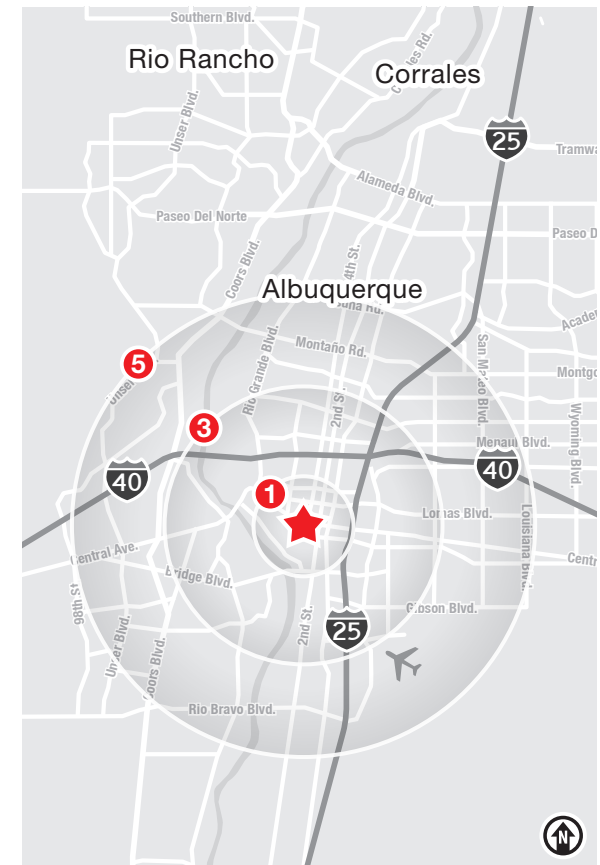 Southern Blvd.
Rio Rancho
Corrales
Unser Blvd.
25
Tramwa
Alameda Blvd.
Paseo Del Norte
Paseo D
Coors Blvd.
4th St.
Albuquerque
Acade
Montaño Rd.
Rio Grande Blvd.
2nd St.
San Mateo Blvd.
5
Montgo
Wyoming Blvd.
3
Menaul Blvd.
40
40
1
Lomas Blvd.
Louisiana Blvd.
Central Ave.
Centr
Bridge Blvd.
98th St.
Gibson Blvd.
2nd St.
25
Unser Blvd.
Coors Blvd.
Rio Bravo Blvd.
N